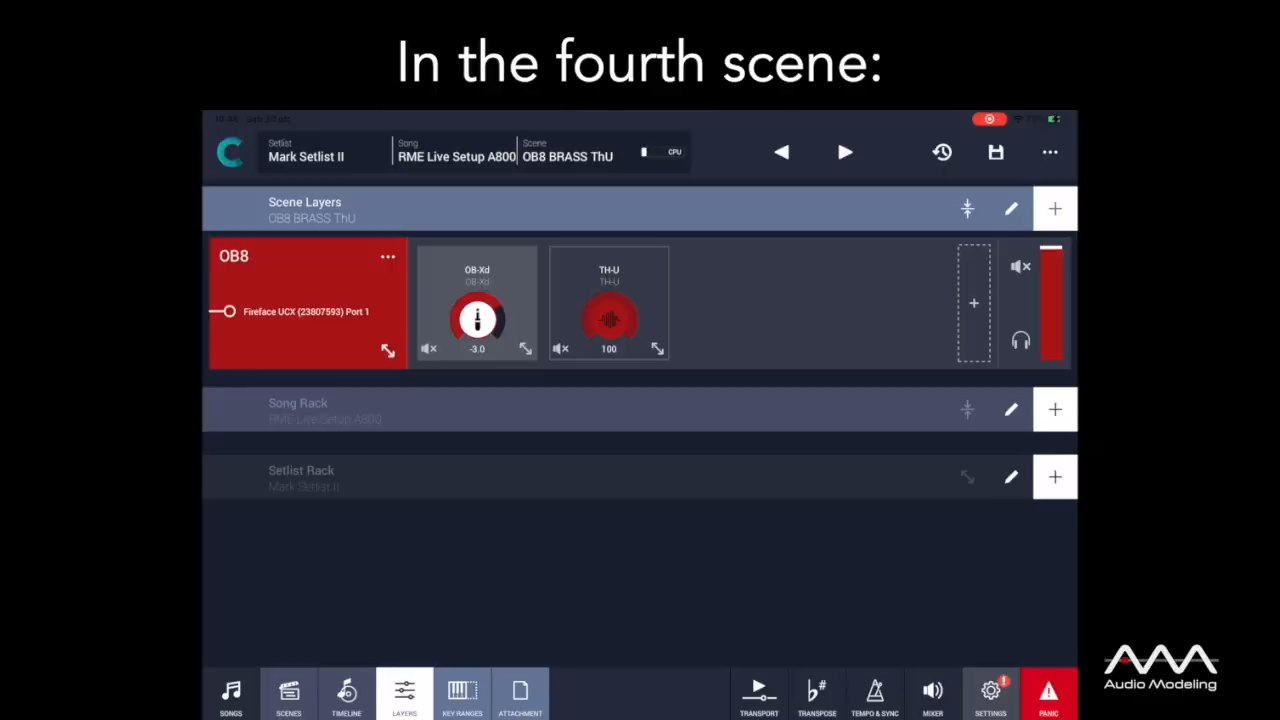 In the fourth scene:
Setlist
Mark Setlist II
Song
RME Live Setup A800
Scene
OB8 BRASS ThU
CPU
Scene Layers
OB8 BRASS ThU
OB8
Fireface UCX (23807593) Port 1
OB-Xd
OB-Xd
-3.0
TH-U
TH-U
100
Song Rack
RME Live Setup A800
Setlist Rack
Mark Setlist II
SONGS
SCENES
TIMELINE
LAYERS
KEY RANGES
ATTACHMENT
TRANSPORT
TRANSPOSE
TEMPO & SYNC
MIXER
SETTINGS
PANIC
Audio Modeling